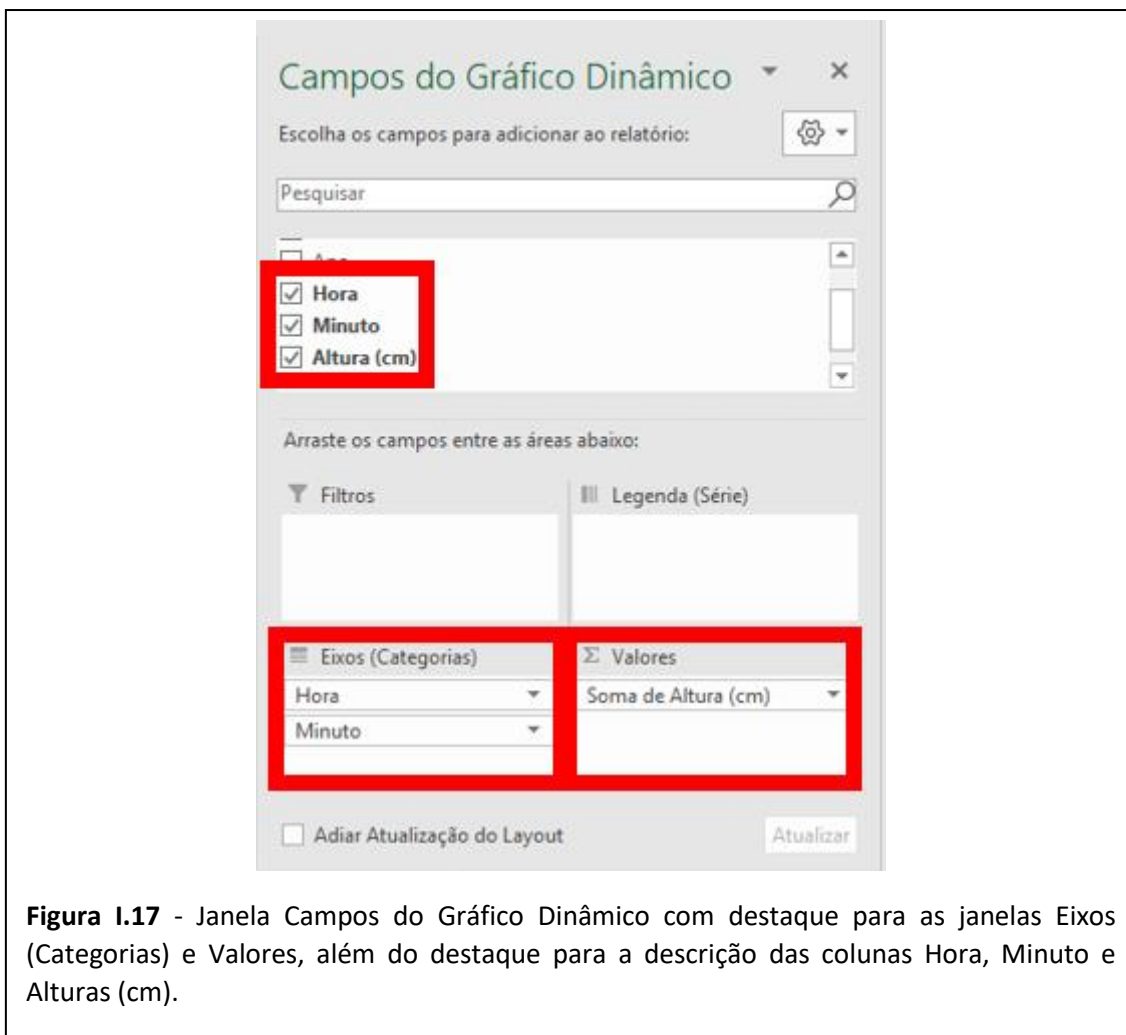 Campos do Gráfico Dinâmico
Escolha os campos para adicionar ao relatório:
Pesquisar
Hora
Minuto
Altura (cm)
Arraste os campos entre as áreas abaixo:
Filtros
Legenda (Série)
Eixos (Categorias)
Σ Valores
Hora
Soma de Altura (cm)
Minuto
Adiar Atualização do Layout
Atualizar
Figura I.17 - Janela Campos do Gráfico Dinâmico com destaque para as janelas Eixos
(Categorias) e Valores, além do destaque para a descrição das colunas Hora, Minuto e
Alturas (cm).